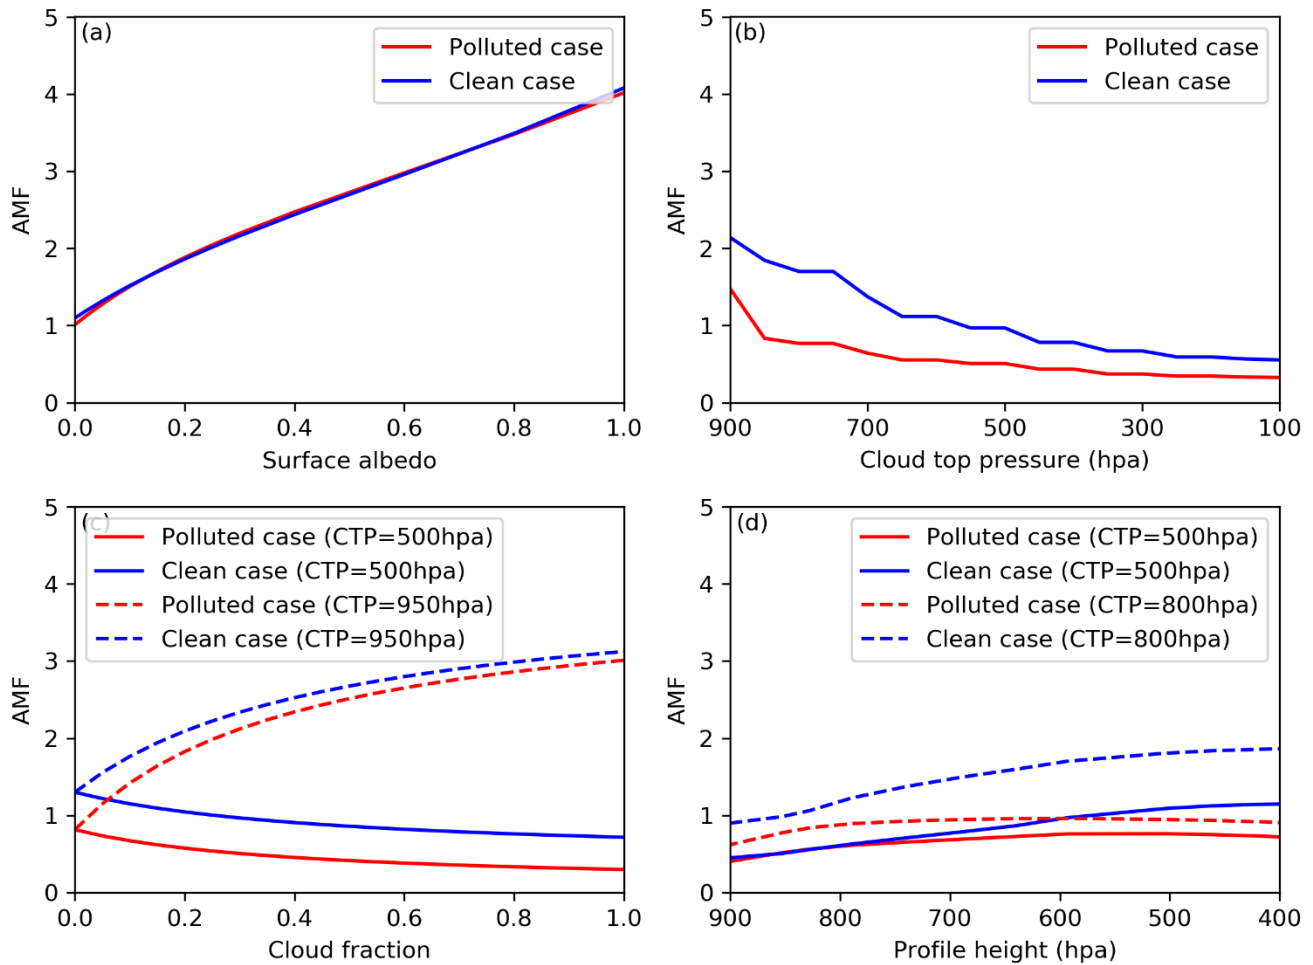 (a)
Polluted case
Clean case
5
4
3
2
1
0
AMF
0.0 0.2 0.4 0.6 0.8 1.0
Surface albedo
(b)
Polluted case
Clean case
5
4
3
2
1
0
AMF
900 700 500 300 100
Cloud top pressure (hpa)
(c)
Polluted case (CTP=500hpa)
Clean case (CTP=500hpa)
Polluted case (CTP=950hpa)
Clean case (CTP=950hpa)
5
4
3
2
1
0
AMF
0.0 0.2 0.4 0.6 0.8 1.0
Cloud fraction
(d)
Polluted case (CTP=500hpa)
Clean case (CTP=500hpa)
Polluted case (CTP=800hpa)
Clean case (CTP=800hpa)
5
4
3
2
1
0
AMF
900 800 700 600 500 400
Profile height (hpa)